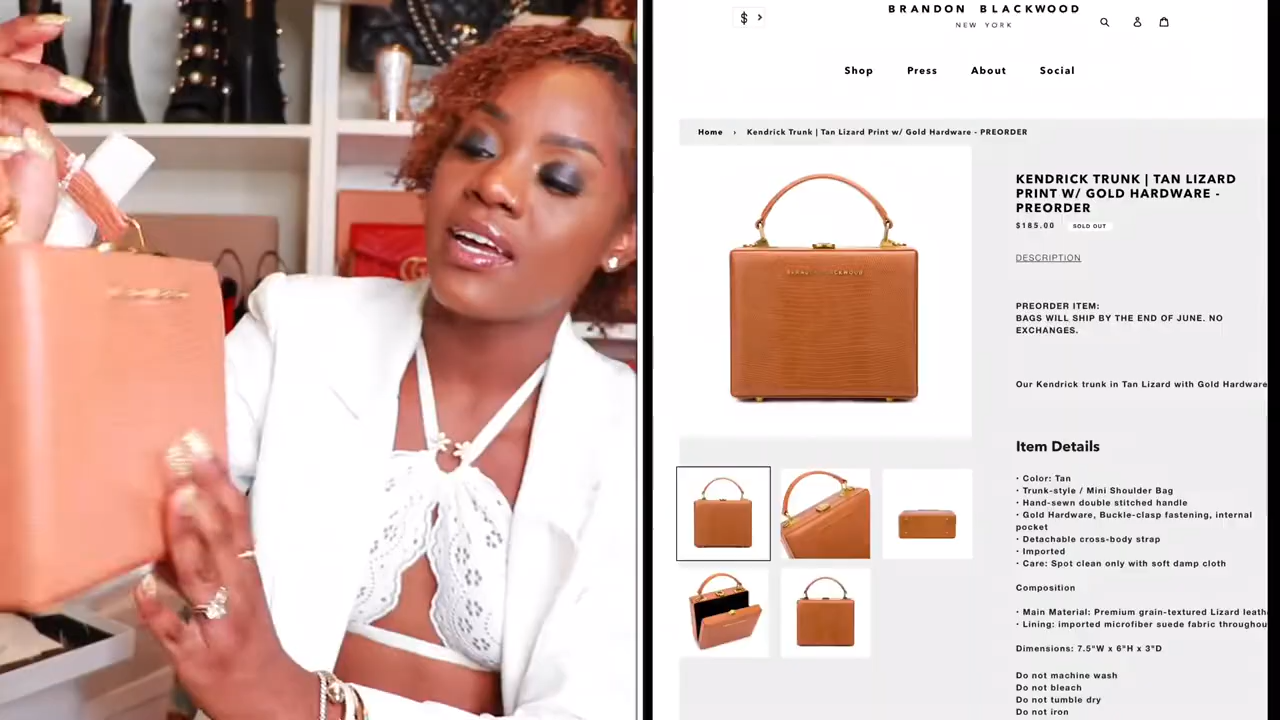 $ >
BRANDON BLACKWOOD
NEW YORK
Shop Press About Social
Home › Kendrick Trunk | Tan Lizard Print w/ Gold Hardware - PREORDER
KENDRICK TRUNK | TAN LIZARD
PRINT W/ GOLD HARDWARE -
PREORDER
$185.00 SOLD OUT
DESCRIPTION
PREORDER ITEM:
BAGS WILL SHIP BY THE END OF JUNE. NO
EXCHANGES.
Our Kendrick trunk in Tan Lizard with Gold Hardware
Item Details
• Color: Tan
• Trunk-style / Mini Shoulder Bag
• Hand-sewn double stitched handle
• Gold Hardware, Buckle-clasp fastening, internal
pocket
• Detachable cross-body strap
• Imported
• Care: Spot clean only with soft damp cloth
Composition
• Main Material: Premium grain-textured Lizard leath
• Lining: imported microfiber suede fabric throughou
Dimensions: 7.5"W x 6"H x 3"D
Do not machine wash
Do not bleach
Do not tumble dry
Do not iron